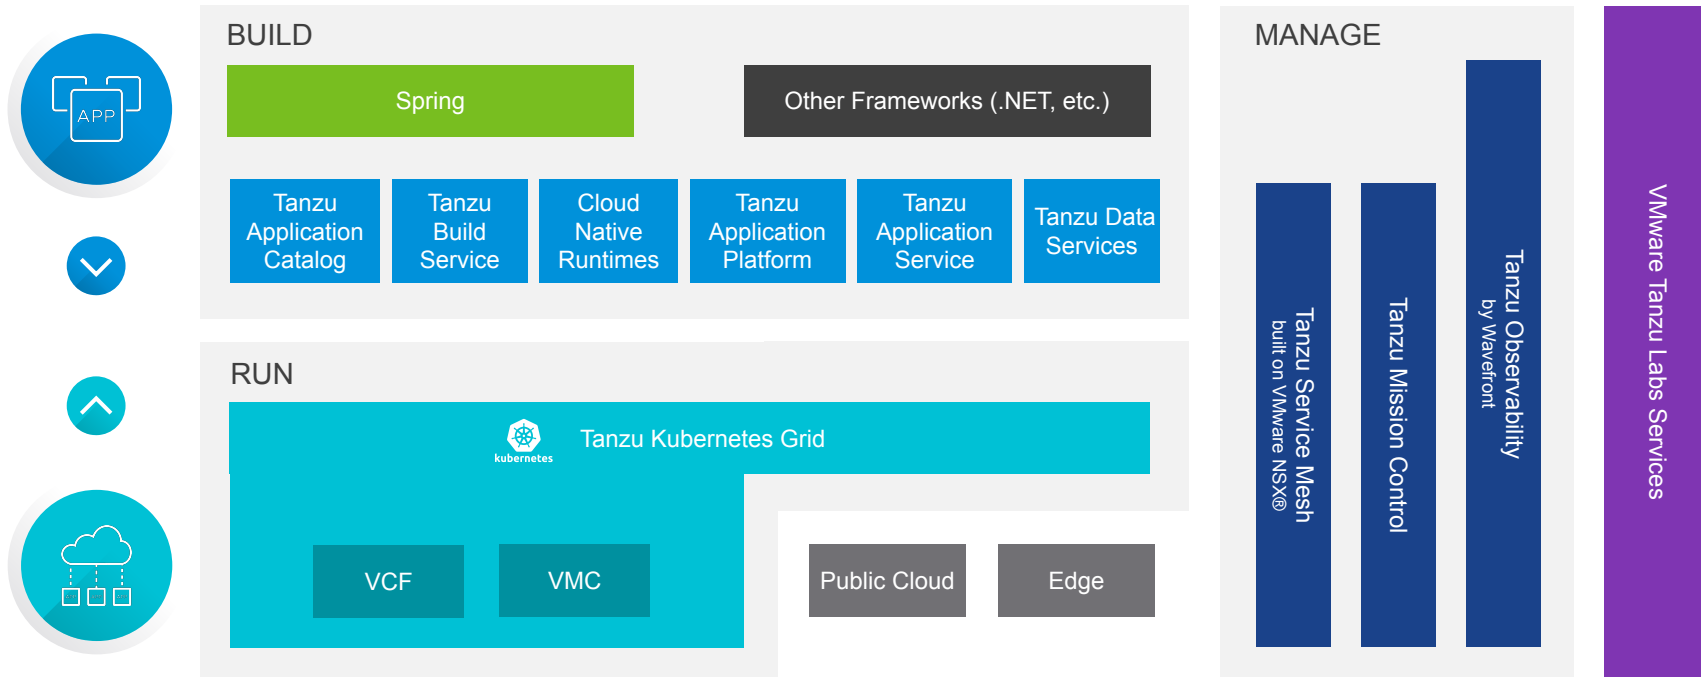 BUILD
Spring
Other Frameworks (.NET, etc.)
Tanzu
Application
Catalog
Tanzu
Build
Service
Cloud
Native
Runtimes
Tanzu
Application
Platform
Tanzu
Application
Service
Tanzu Data
Services
APP
RUN
kubernetes
Tanzu Kubernetes Grid
VCF
VMC
Public Cloud
Edge
MANAGE
Tanzu Service Mesh
built on VMware NSX®
Tanzu Mission Control
Tanzu Observability
by Wavefront
VMware Tanzu Labs Services